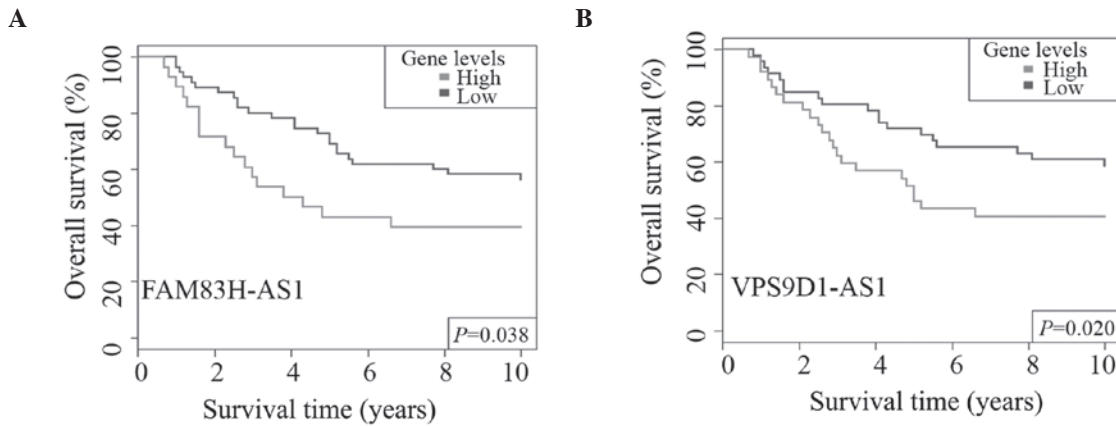 A
Overall survival (%)
100
80
60
40
20
0
Gene levels
High
Low
FAM83H-AS1
P=0.038
0 2 4 6 8 10
Survival time (years)
B
Overall survival (%)
100
80
60
40
20
0
Gene levels
High
Low
VPS9D1-AS1
P=0.020
0 2 4 6 8 10
Survival time (years)